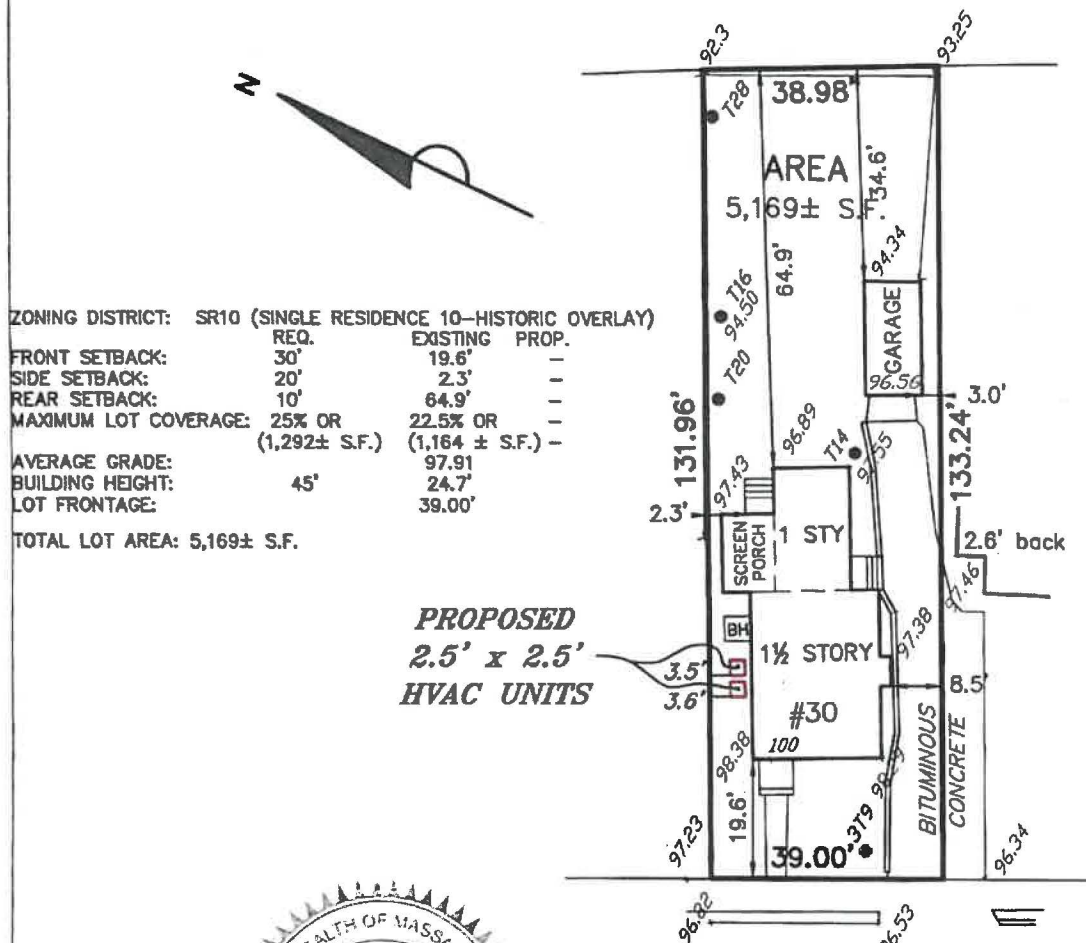 N
ZONING DISTRICT: SR10 (SINGLE RESIDENCE 10-HISTORIC OVERLAY)
REQ. EXISTING PROP.
FRONT SETBACK: 30' 19.6' -
SIDE SETBACK: 20' 2.3' -
REAR SETBACK: 10' 64.9' -
MAXIMUM LOT COVERAGE: 25% OR 22.5% OR
(1,292± S.F.) (1,164 ± S.F.) -
AVERAGE GRADE: 97.91
BUILDING HEIGHT: 45' 24.7'
LOT FRONTAGE: 39.00'
TOTAL LOT AREA: 5,169± S.F.
PROPOSED
2.5' x 2.5'
HVAC UNITS
92.3
93.25
38.98
T28
AREA
5,169± S.F.
34.6'
64.9'
94.34
T16
94.50
GARAGE
T20
96.56
3.0'
131.96'
96.89
T14
133.24'
97.43
2.3'
SCREEN
PORCH
1 STY
2.6' back
97.46
BH
1½ STORY
97.38
3.5'
3.6'
8.5'
#30
100
98.38
19.6'
BITUMINOUS
CONCRETE
97.23
39.00'
3T9
96.34
96.82
96.53
ALTH OF MASSA